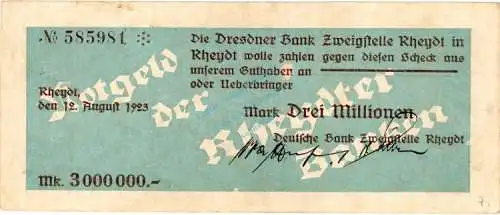 № 585981 ✻
Die Dresdner Bank Zweigstelle Rheydt in
Rheydt wolle zahlen gegen diesen Scheck aus
unserem Guthaben an
oder Ueberbringer
Rheydt,
den 12. August 1923
Notgeld
der
Rheydter
Banken
Mark Drei Millionen
Deutsche Bank Zweigstelle Rheydt
Mk. 3000000.-